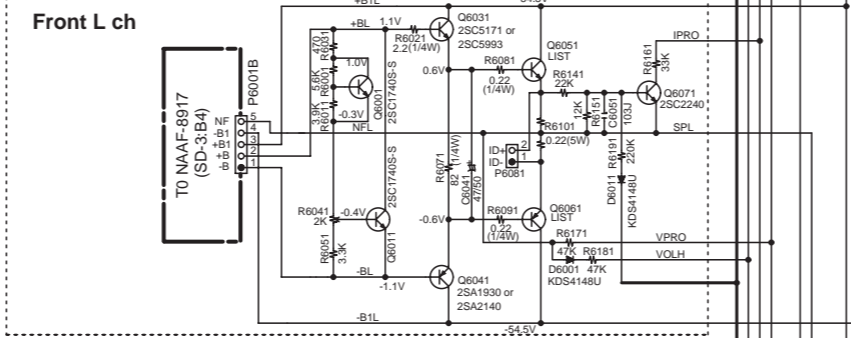 Front L ch
+B1L
-54.5V
+BL
1.1V
Q6031
2SC5171 or
2SC5993
R6021
2.2(1/4W)
470
R6031
5.6K
R6001
3.9K
R6011
1.0V
-0.3V
Q6001
2SC1740S-S
0.6V
R6081
0.22
(1/4W)
Q6051
LIST
R6141
22K
IPRO
R6161
33K
Q6071
2SC2240
P6001B
NF 5
-B1 4
+B1 3
+B 2
-B 1
T0 NAAF-8917
(SD-3:B4)
NFL
SPL
12K
R6151
C6051
103J
R6101
0.22(5W)
ID+ 2
ID- 1
P6081
R6071
82 (1/4W)
C6041
47/50
R6191
220K
D6011
KDS4148U
2SC1740S-S
R6041
2K
-0.4V
Q6011
R6051
3.3K
-0.6V
R6091
0.22
(1/4W)
Q6061
LIST
R6171
47K
VPRO
R6181
47K
VOLH
D6001
KDS4148U
-BL
-1.1V
Q6041
2SA1930 or
2SA2140
-B1L
-54.5V